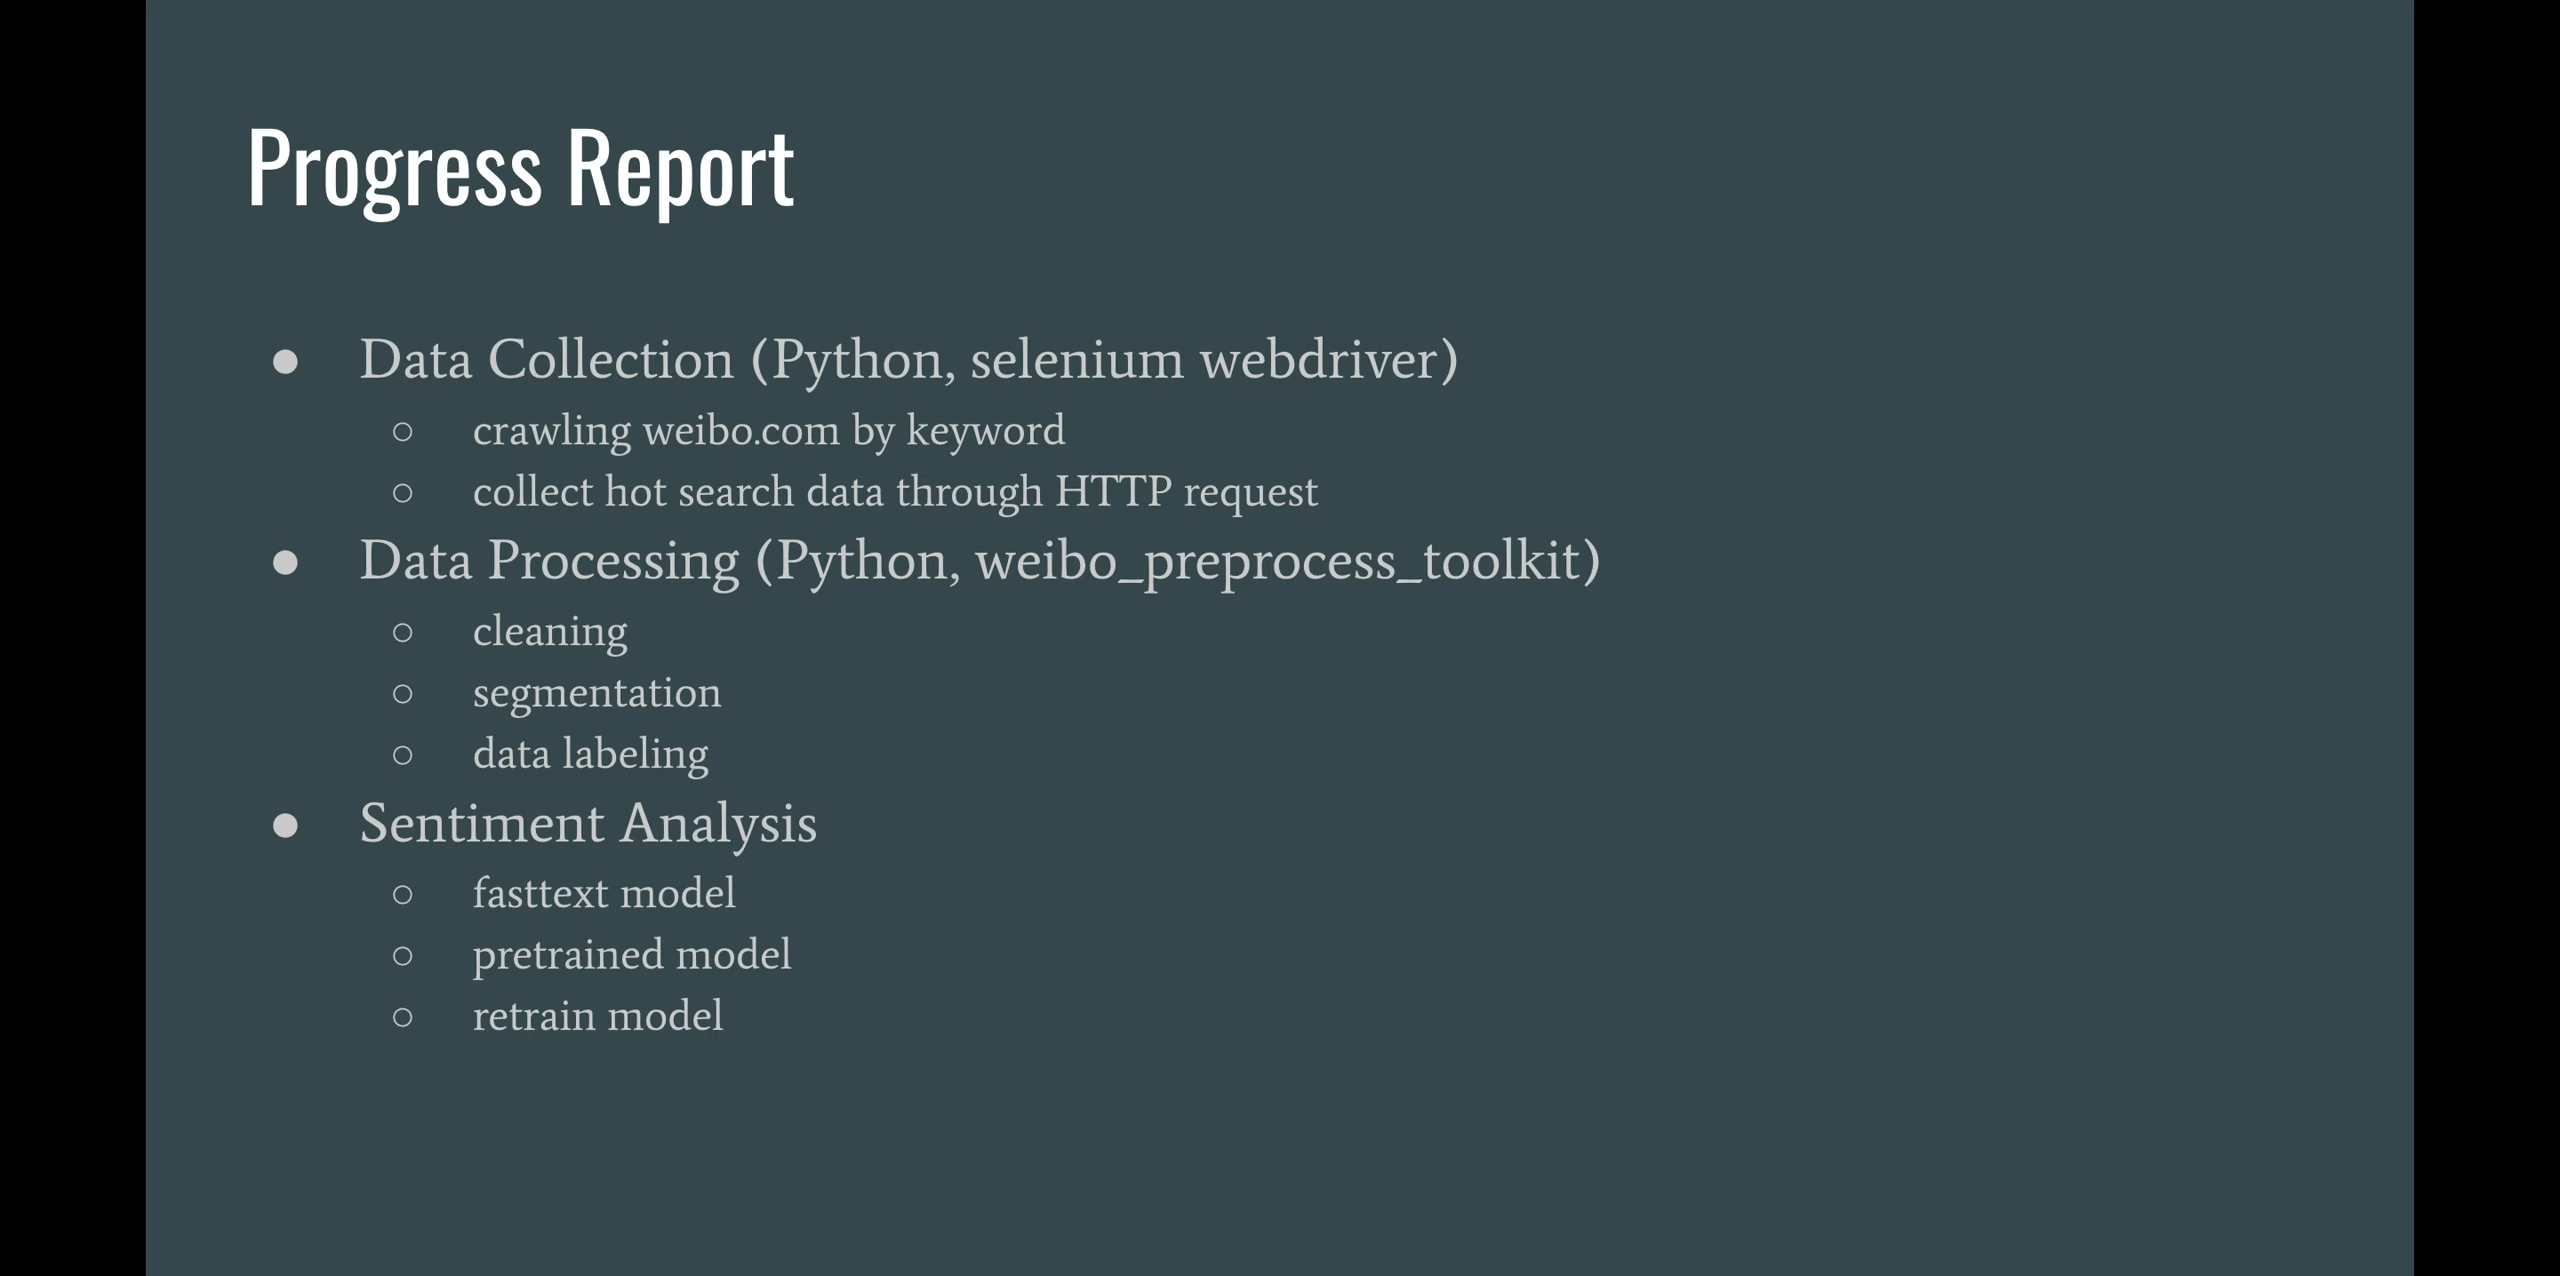 Progress Report
● Data Collection (Python, selenium webdriver)
○ crawling weibo.com by keyword
○ collect hot search data through HTTP request
● Data Processing (Python, weibo_preprocess_toolkit)
○ cleaning
○ segmentation
○ data labeling
● Sentiment Analysis
○ fasttext model
○ pretrained model
○ retrain model